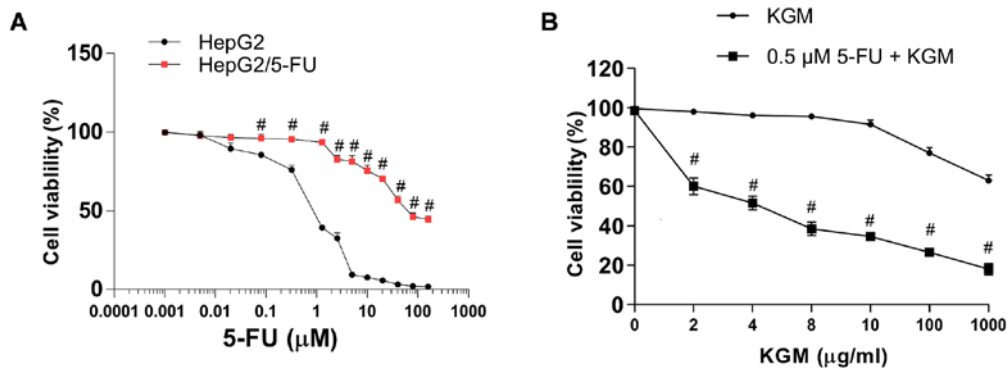 A
HepG2
HepG2/5-FU
150
100
50
0
Cell viablility (%)
# # # # # # # # # #
0.0001 0.001 0.01 0.1 1 10 100 1000
5-FU (μM)
B
KGM
0.5 μM 5-FU + KGM
120
100
80
60
40
20
0
Cell viability (%)
# # # # # #
0 2 4 8 10 100 1000
KGM (μg/ml)